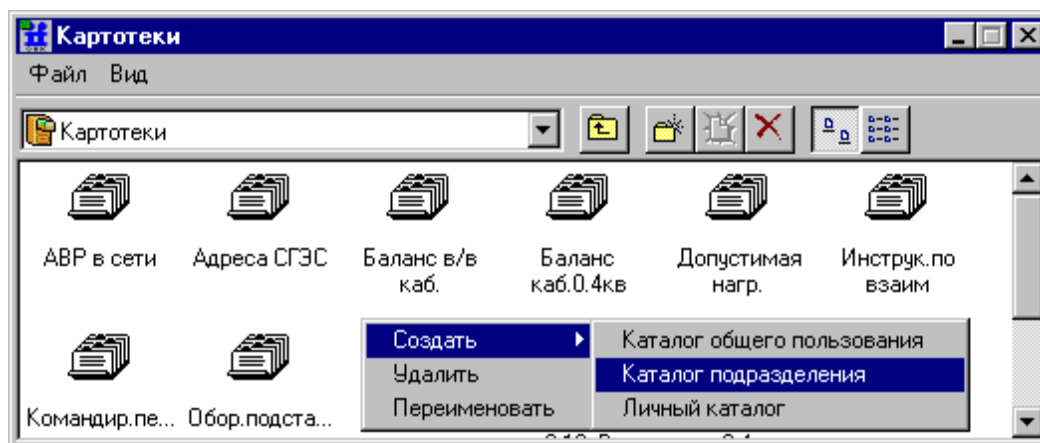 Картотеки
Файл Вид
Картотеки
АВР в сети
Адреса СГЭС
Баланс в/в
каб.
Баланс
каб.0.4кв
Допустимая
нагр.
Инструк.по
взаим
Командир.пе...
Обор.подста...
Создать
Удалить
Переименовать
Каталог общего пользования
Каталог подразделения
Личный каталог